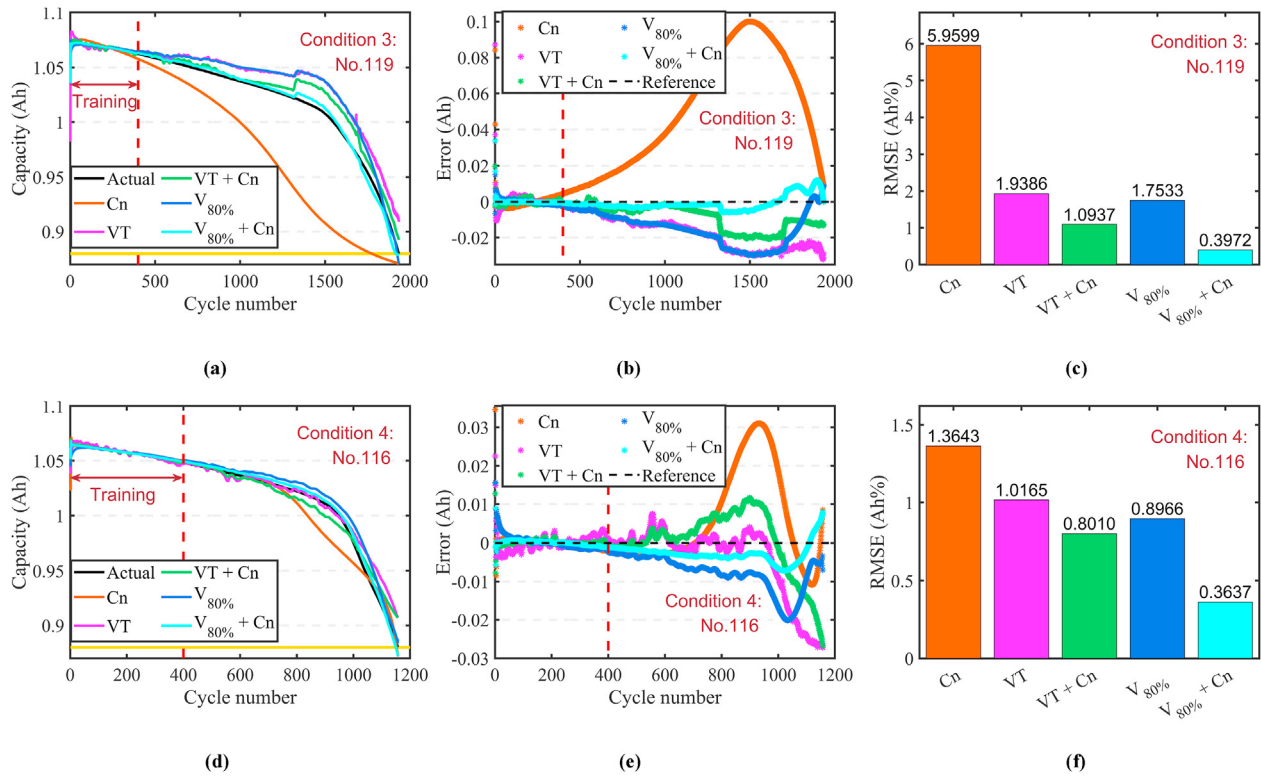 1.1
1.05
1
0.95
0.9
Capacity (Ah)
Condition 3:
No.119
Training
Actual
Cn
VT
VT + Cn
V80%
V80% + Cn
0
500
1000
1500
2000
Cycle number
(a)
0.1
0.08
0.06
0.04
0.02
0
-0.02
Error (Ah)
Cn
VT
VT + Cn
V80%
V80% + Cn
Reference
Condition 3:
No.119
0
500
1000
1500
2000
Cycle number
(b)
6
5
4
3
2
1
0
RMSE (Ah%)
5.9599
1.9386
1.0937
1.7533
0.3972
Condition 3:
No.119
Cn
VT
VT + Cn
V80%
V80% + Cn
(c)
1.1
1.05
1
0.95
0.9
Capacity (Ah)
Condition 4:
No.116
Training
Actual
Cn
VT
VT + Cn
V80%
V80% + Cn
0
200
400
600
800
1000
1200
Cycle number
(d)
0.03
0.02
0.01
0
-0.01
-0.02
-0.03
Error (Ah)
Cn
VT
VT + Cn
V80%
V80% + Cn
Reference
Condition 4:
No.116
0
200
400
600
800
1000
1200
Cycle number
(e)
1.5
1
0.5
0
RMSE (Ah%)
1.3643
1.0165
0.8010
0.8966
0.3637
Condition 4:
No.116
Cn
VT
VT + Cn
V80%
V80% + Cn
(f)